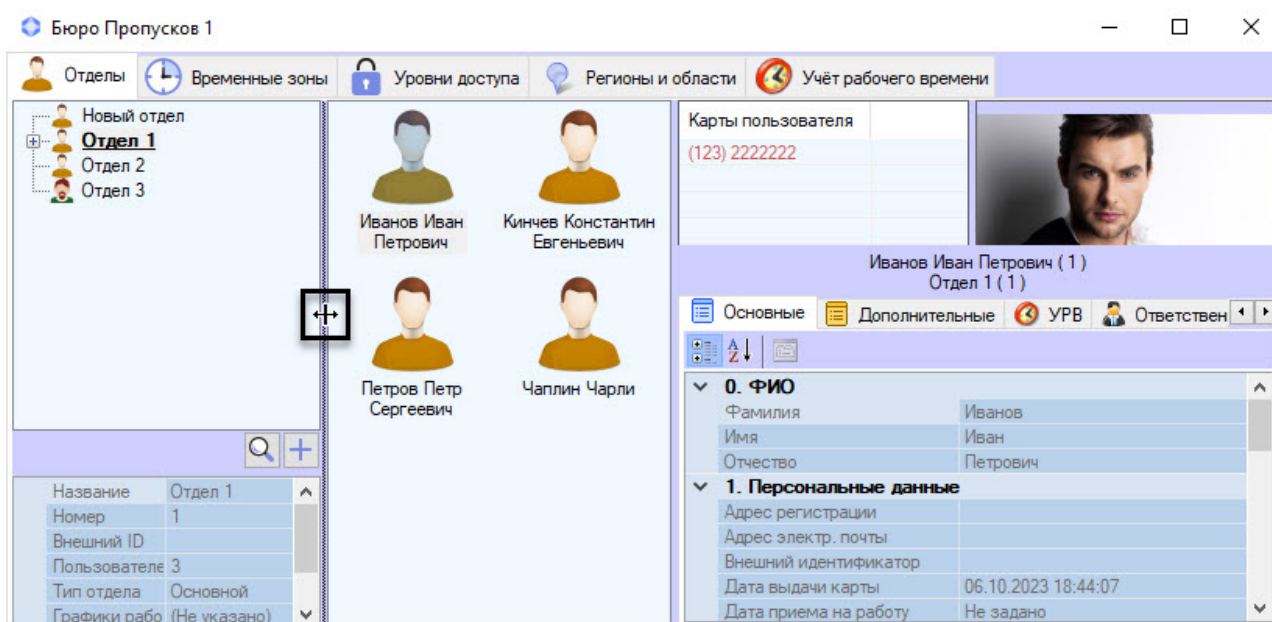 Бюро Пропусков 1
Отделы
Временные зоны
Уровни доступа
Регионы и области
Учёт рабочего времени
Новый отдел
Отдел 1
Отдел 2
Отдел 3
Название Отдел 1
Номер 1
Внешний ID
Пользователе 3
Тип отдела Основной
Графики рабо (Не указано)
Иванов Иван
Петрович
Кинчев Константин
Евгеньевич
Петров Петр
Сергеевич
Чаплин Чарли
Карты пользователя
(123) 2222222
Иванов Иван Петрович ( 1 )
Отдел 1 ( 1 )
Основные
Дополнительные
УРВ
Ответствен
0. ФИО
Фамилия Иванов
Имя Иван
Отчество Петрович
1. Персональные данные
Адрес регистрации
Адрес электр. почты
Внешний идентификатор
Дата выдачи карты 06.10.2023 18:44:07
Дата приема на работу Не задано